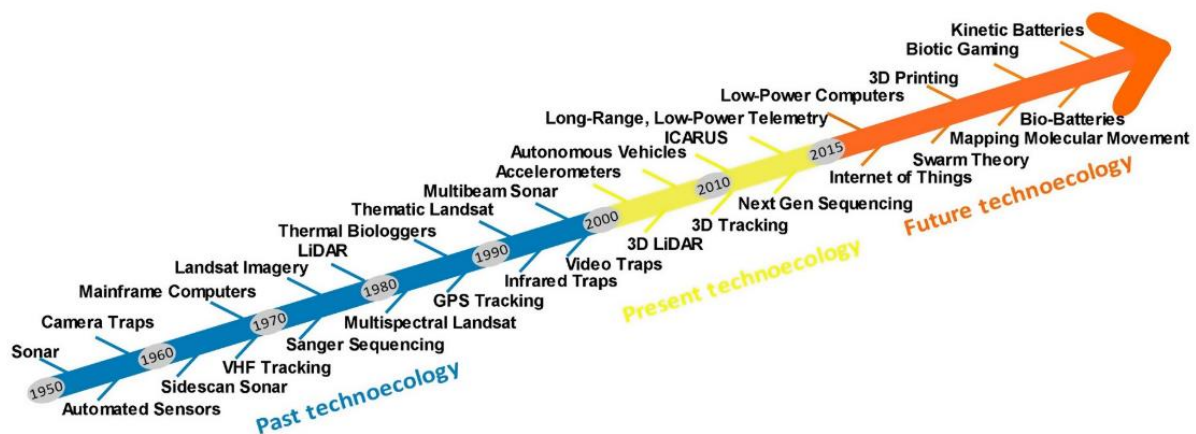 Kinetic Batteries
Biotic Gaming
3D Printing
Low-Power Computers
Long-Range, Low-Power Telemetry
ICARUS
Autonomous Vehicles
Accelerometers
Multibeam Sonar
Thematic Landsat
Thermal Biologgers
LiDAR
Landsat Imagery
Mainframe Computers
Camera Traps
Sonar
1950
1960
1970
1980
1990
2000
2010
2015
Bio-Batteries
Mapping Molecular Movement
Swarm Theory
Internet of Things
Next Gen Sequencing
3D Tracking
3D LiDAR
Video Traps
Infrared Traps
GPS Tracking
Multispectral Landsat
Sanger Sequencing
VHF Tracking
Sidescan Sonar
Automated Sensors
Past technoecology
Present technoecology
Future technoecology